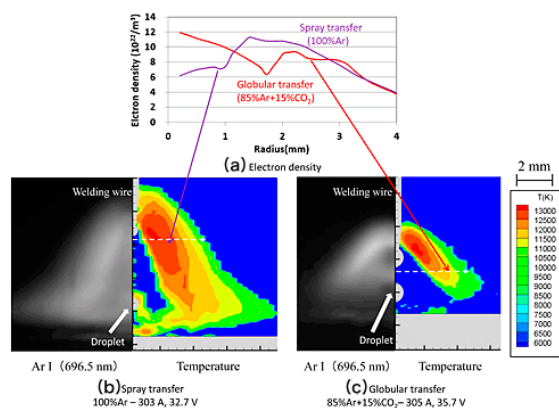 14
12
10
8
6
4
2
0
Elctron density (10²²/m³)
Spray transfer
(100%Ar)
Globular transfer
(85%Ar+15%CO₂)
0 1 2 3 4
Radius(mm)
(a) Electron density
2 mm
Welding wire
Welding wire
T(K)
13000
12500
12000
11500
11000
10500
10000
9500
9000
8500
8000
7500
7000
6500
6000
Droplet
Droplet
Ar I (696.5 nm) Temperature
Ar I (696.5 nm) Temperature
(b) Spray transfer
100%Ar – 303 A, 32.7 V
(c) Globular transfer
85%Ar+15%CO₂– 305 A, 35.7 V